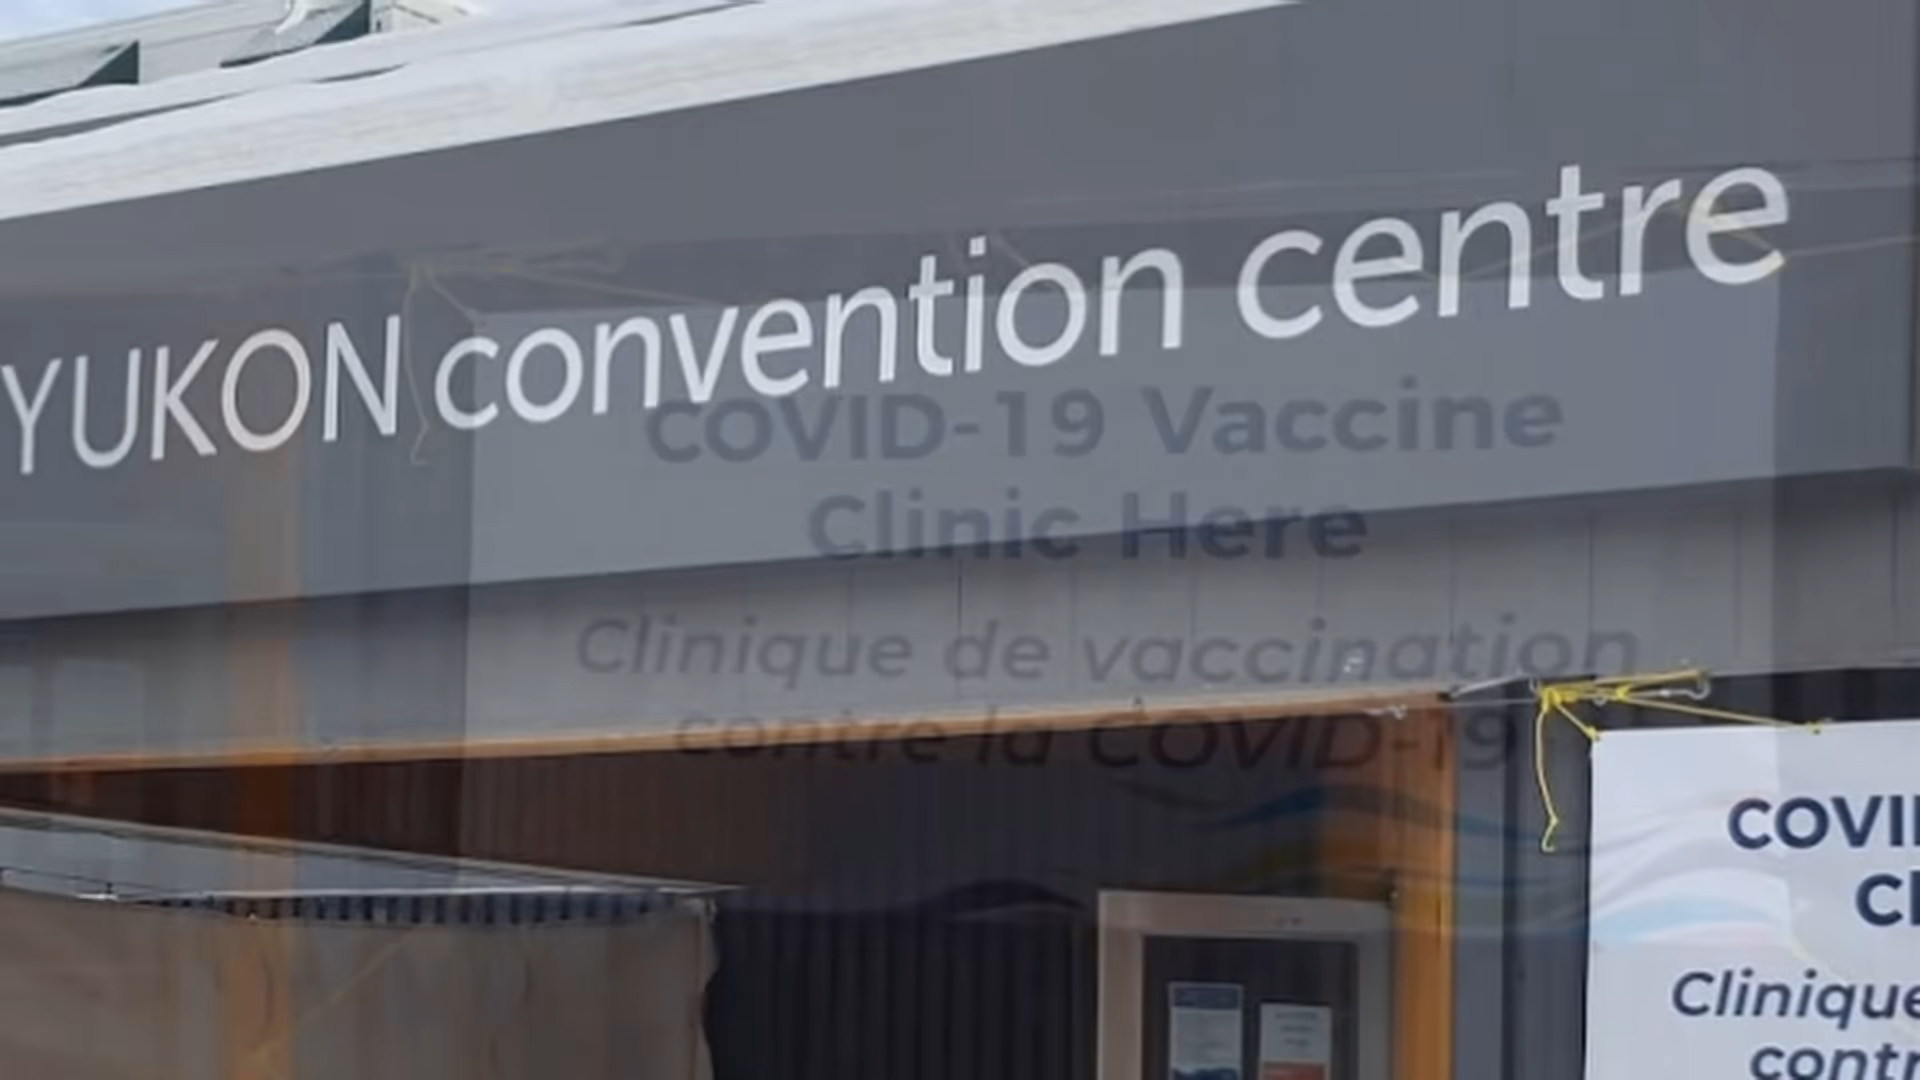 YUKON convention centre
COVID-19 Vaccine
Clinic Here
Clinique de vaccination
contre la COVID-19
COVI
Cl
Clinique
contr